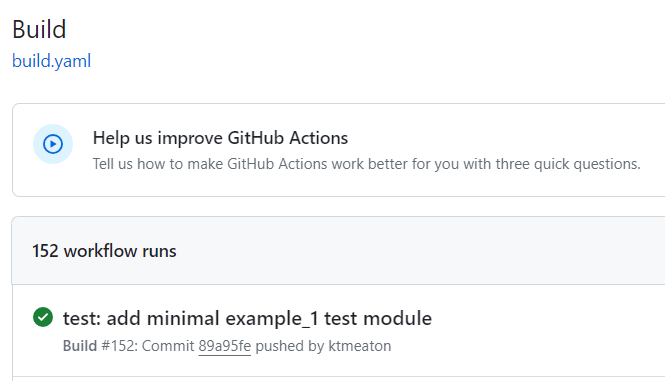 Build
build.yaml
Help us improve GitHub Actions
Tell us how to make GitHub Actions work better for you with three quick questions.
152 workflow runs
test: add minimal example_1 test module
Build #152: Commit 89a95fe pushed by ktmeaton